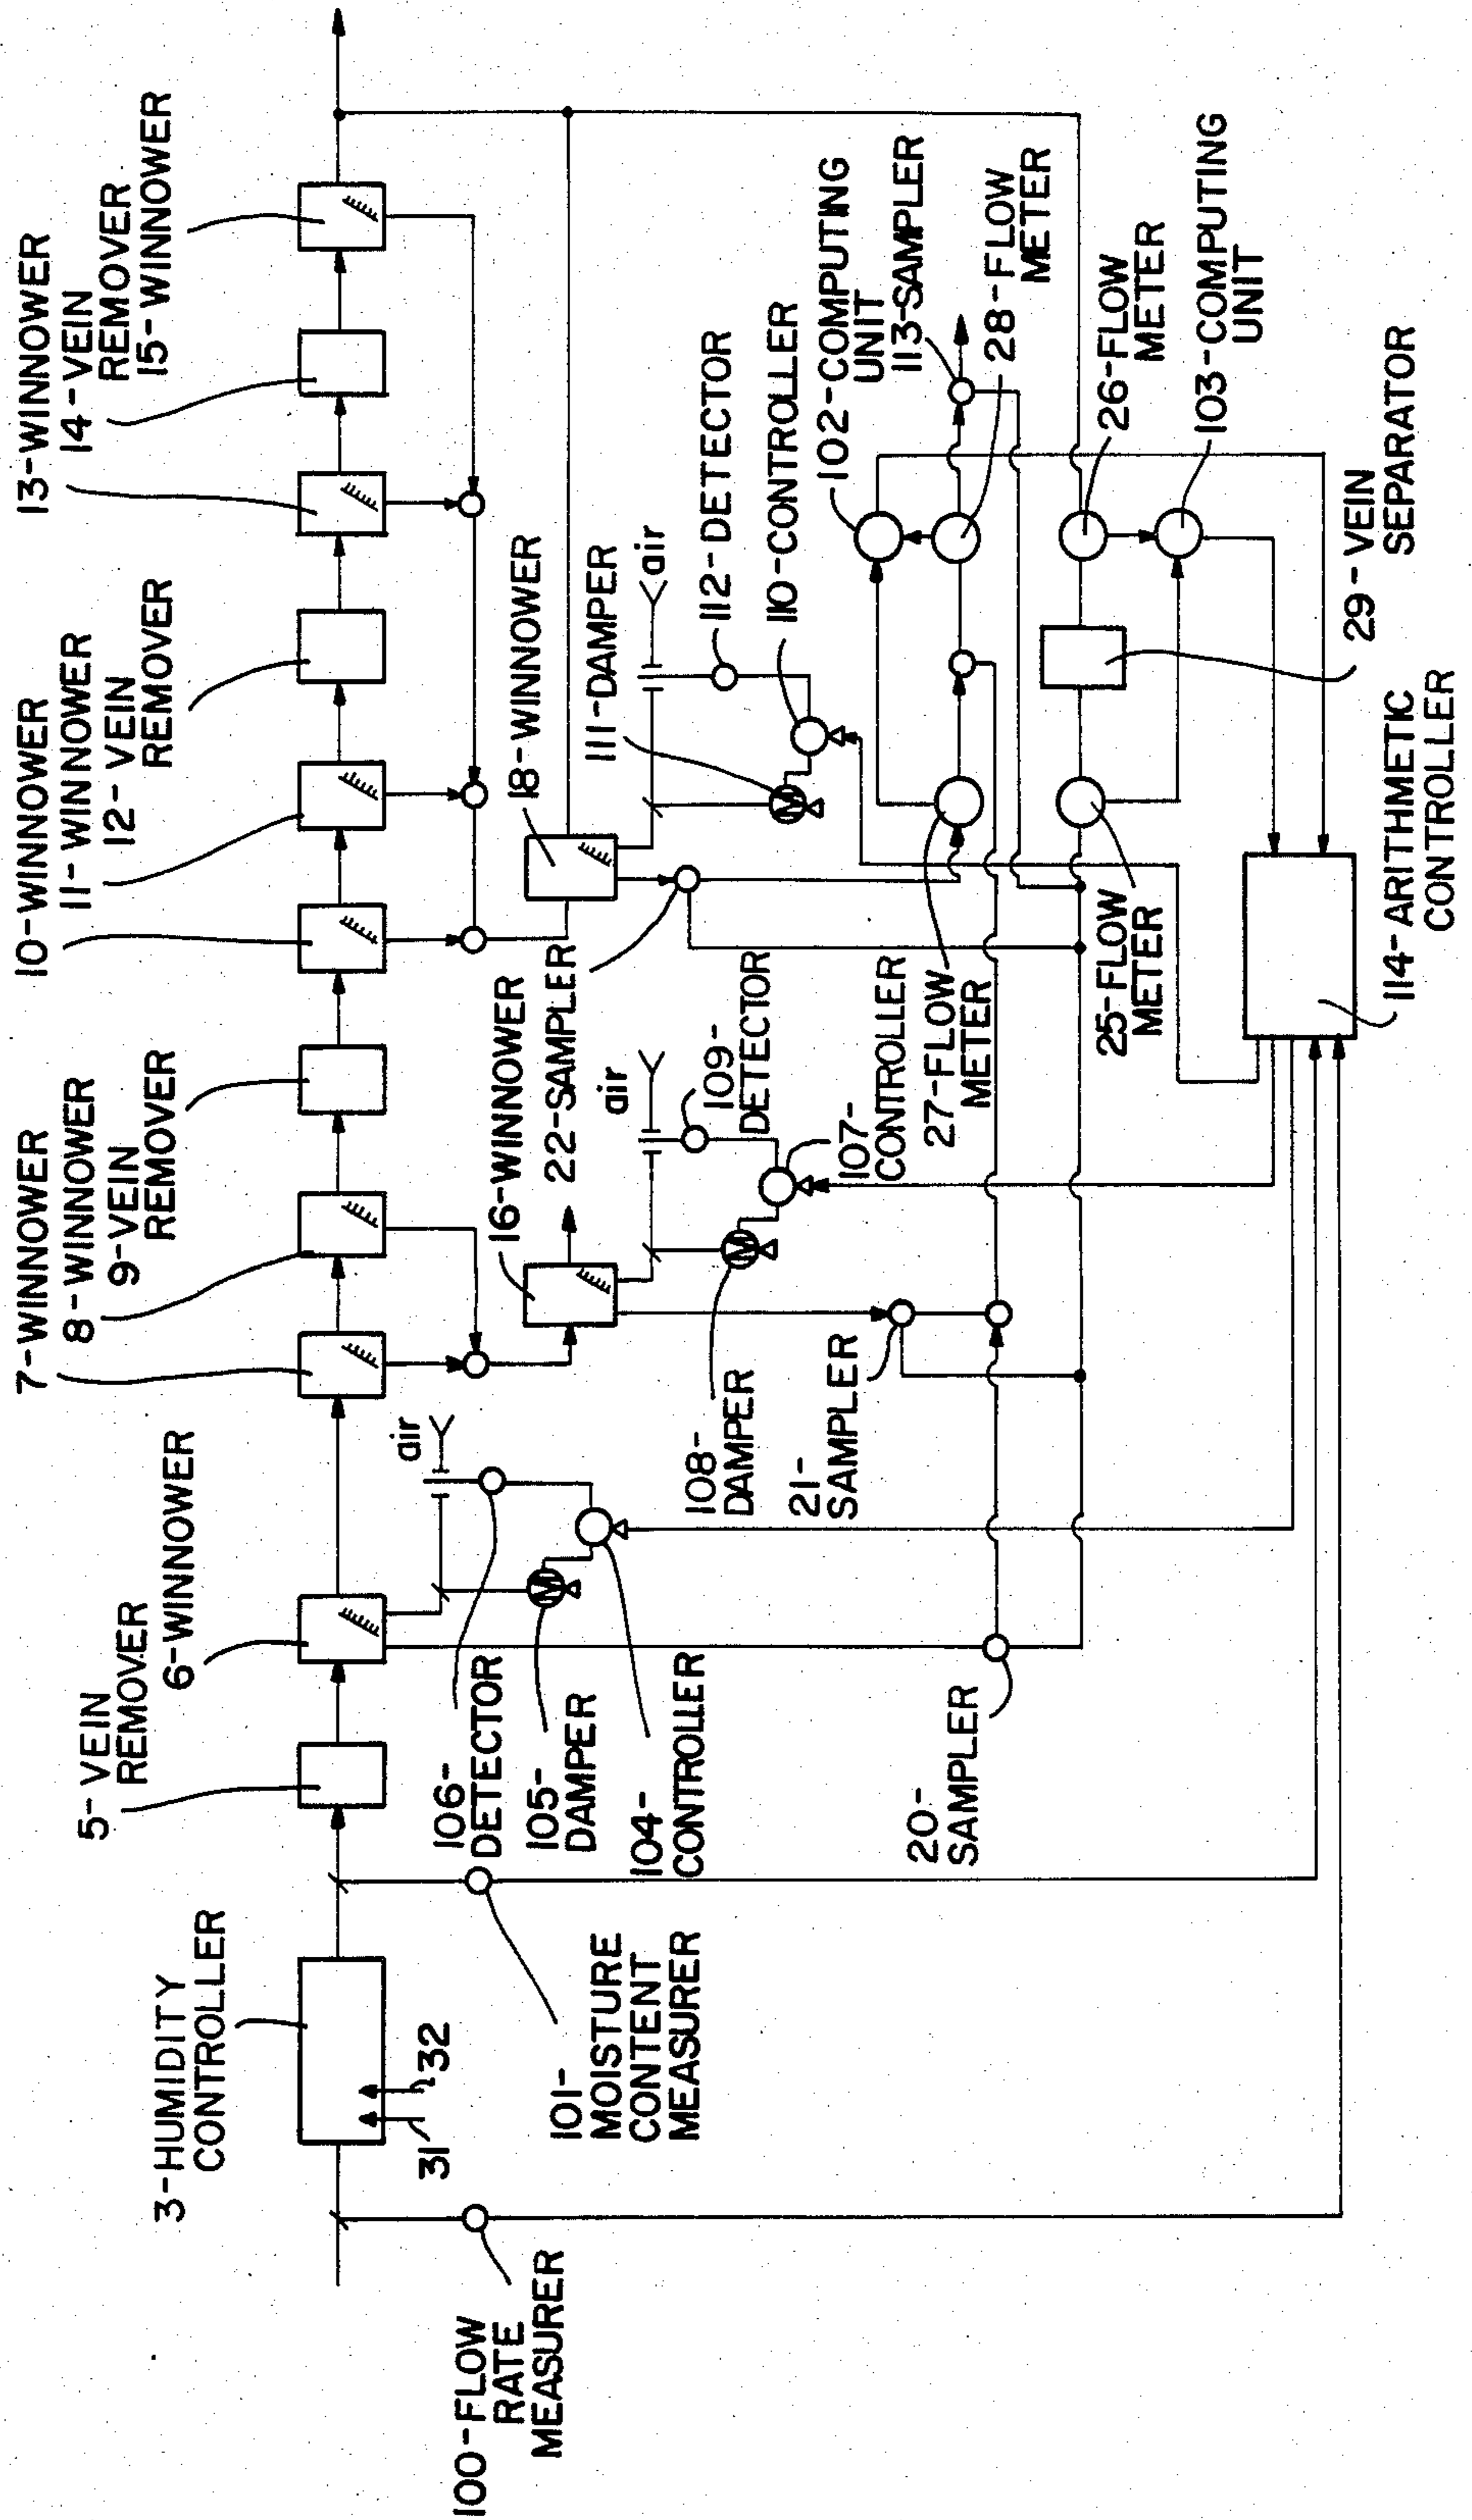 3-HUMIDITY
CONTROLLER
5-VEIN
REMOVER
6-WINNOWER
7-WINNOWER
8-WINNOWER
9-VEIN
REMOVER
10-WINNOWER
11-WINNOWER
12-VEIN
REMOVER
13-WINNOWER
14-VEIN
REMOVER
15-WINNOWER
31
32
100-FLOW
RATE
MEASURER
101-
MOISTURE
CONTENT
MEASURER
106-
DETECTOR
105-
DAMPER
104-
CONTROLLER
air
20-
SAMPLER
16-WINNOWER
22-SAMPLER
air
109-
DETECTOR
108-
DAMPER
107-
CONTROLLER
21-
SAMPLER
27-FLOW
METER
25-FLOW
METER
18-WINNOWER
111-DAMPER
air
112-DETECTOR
110-CONTROLLER
102-COMPUTING
UNIT
113-SAMPLER
28-FLOW
METER
26-FLOW
METER
103-COMPUTING
UNIT
29-VEIN
SEPARATOR
114-ARITHMETIC
CONTROLLER
M
M
M